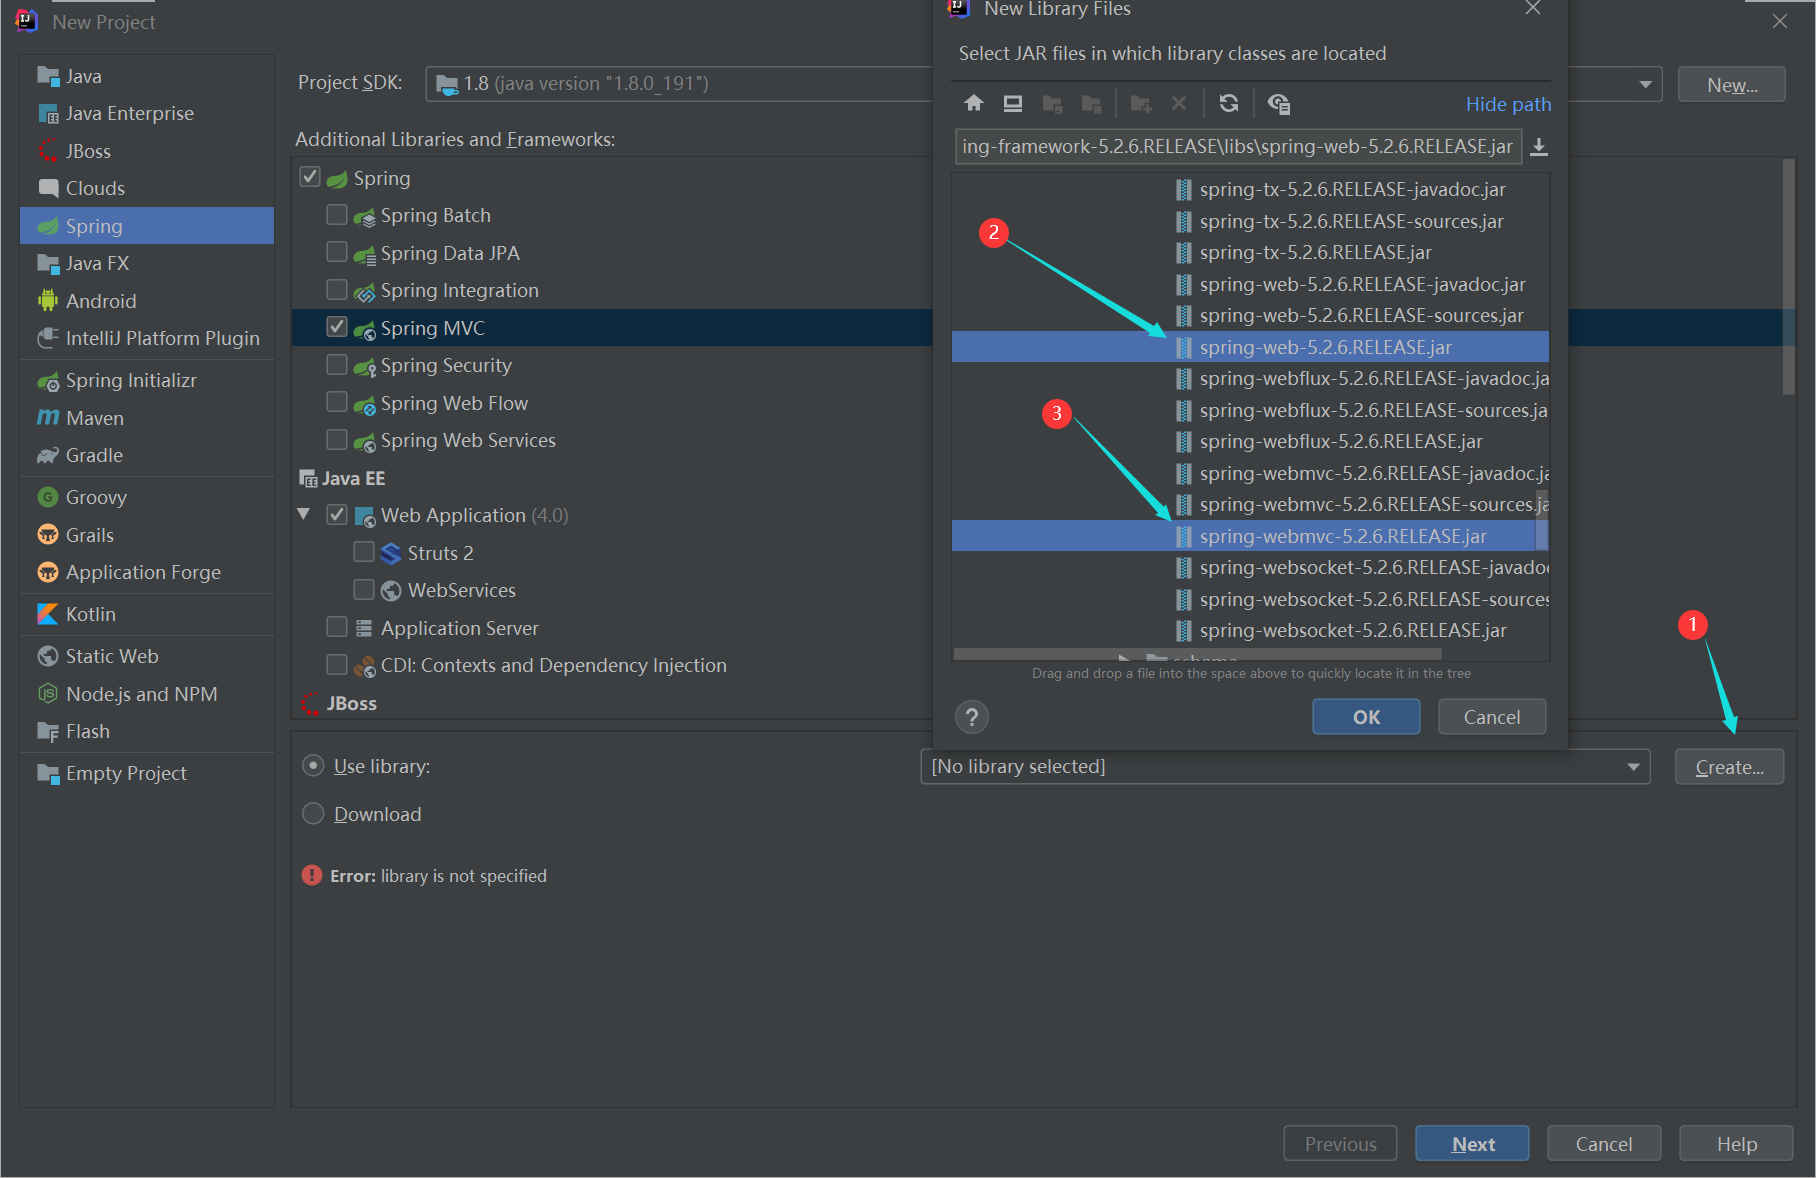 New Project
Java
Java Enterprise
JBoss
Clouds
Spring
Java FX
Android
IntelliJ Platform Plugin
Spring Initializr
Maven
Gradle
Groovy
Grails
Application Forge
Kotlin
Static Web
Node.js and NPM
Flash
Empty Project
Project SDK:
1.8 (java version "1.8.0_191")
New...
Additional Libraries and Frameworks:
Spring
Spring Batch
Spring Data JPA
Spring Integration
Spring MVC
Spring Security
Spring Web Flow
Spring Web Services
Java EE
Web Application (4.0)
Struts 2
WebServices
Application Server
CDI: Contexts and Dependency Injection
JBoss
New Library Files
Select JAR files in which library classes are located
Hide path
ing-framework-5.2.6.RELEASE\libs\spring-web-5.2.6.RELEASE.jar
spring-tx-5.2.6.RELEASE-javadoc.jar
spring-tx-5.2.6.RELEASE-sources.jar
spring-tx-5.2.6.RELEASE.jar
spring-web-5.2.6.RELEASE-javadoc.jar
spring-web-5.2.6.RELEASE-sources.jar
spring-web-5.2.6.RELEASE.jar
spring-webflux-5.2.6.RELEASE-javadoc.ja
spring-webflux-5.2.6.RELEASE-sources.ja
spring-webflux-5.2.6.RELEASE.jar
spring-webmvc-5.2.6.RELEASE-javadoc.ja
spring-webmvc-5.2.6.RELEASE-sources.ja
spring-webmvc-5.2.6.RELEASE.jar
spring-websocket-5.2.6.RELEASE-javadoc
spring-websocket-5.2.6.RELEASE-sources
spring-websocket-5.2.6.RELEASE.jar
schema
Drag and drop a file into the space above to quickly locate it in the tree
?
OK
Cancel
2
3
1
Use library:
[No library selected]
Create...
Download
Error: library is not specified
Previous
Next
Cancel
Help